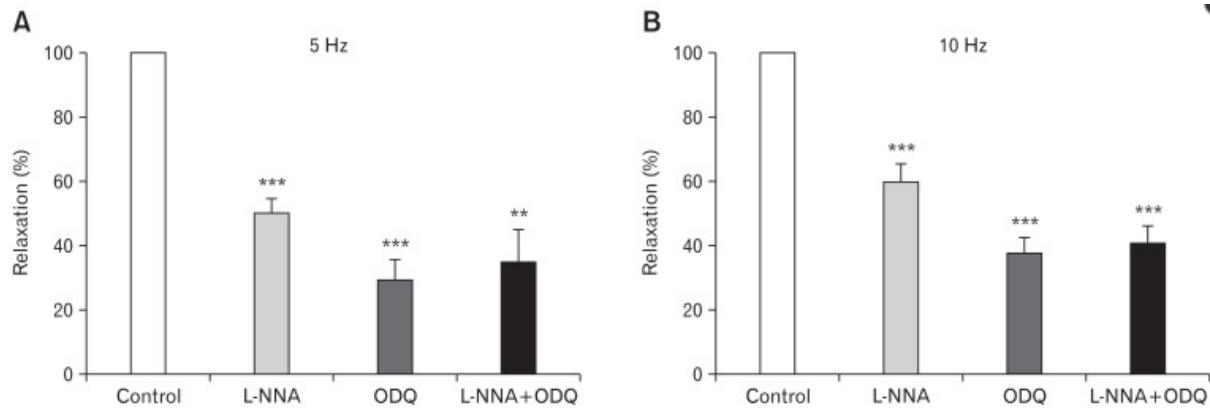 A
5 Hz
100
80
60
40
20
0
Relaxation (%)
***
***
**
Control
L-NNA
ODQ
L-NNA+ODQ
B
10 Hz
100
80
60
40
20
0
Relaxation (%)
***
***
***
Control
L-NNA
ODQ
L-NNA+ODQ